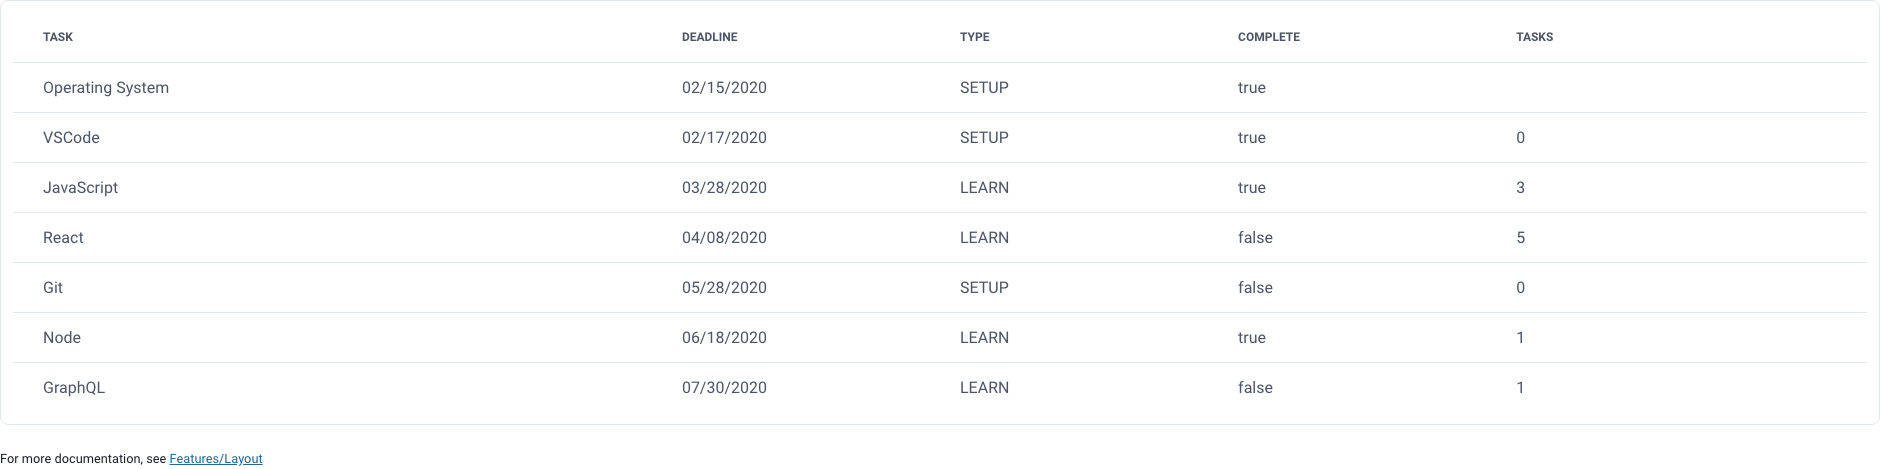 TASK DEADLINE TYPE COMPLETE TASKS
Operating System 02/15/2020 SETUP true
VSCode 02/17/2020 SETUP true 0
JavaScript 03/28/2020 LEARN true 3
React 04/08/2020 LEARN false 5
Git 05/28/2020 SETUP false 0
Node 06/18/2020 LEARN true 1
GraphQL 07/30/2020 LEARN false 1
For more documentation, see Features/Layout